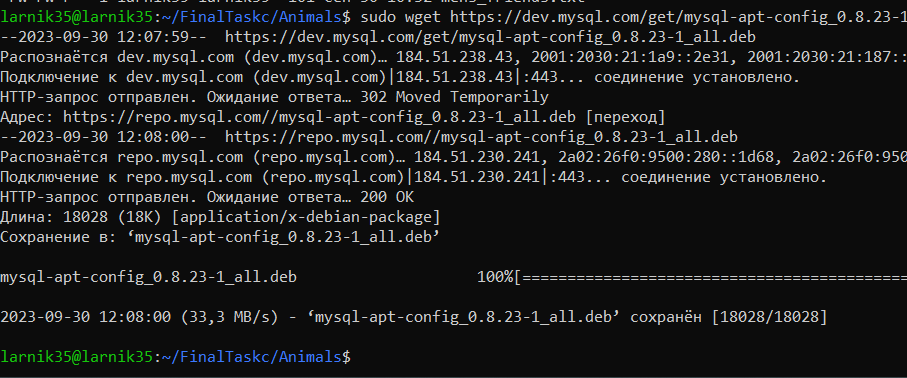 larnik35@larnik35:~/FinalTaskc/Animals$ sudo wget https://dev.mysql.com/get/mysql-apt-config_0.8.23-1
--2023-09-30 12:07:59--  https://dev.mysql.com/get/mysql-apt-config_0.8.23-1_all.deb
Распознаётся dev.mysql.com (dev.mysql.com)… 184.51.238.43, 2001:2030:21:1a9::2e31, 2001:2030:21:187::
Подключение к dev.mysql.com (dev.mysql.com)|184.51.238.43|:443... соединение установлено.
HTTP-запрос отправлен. Ожидание ответа… 302 Moved Temporarily
Адрес: https://repo.mysql.com//mysql-apt-config_0.8.23-1_all.deb [переход]
--2023-09-30 12:08:00--  https://repo.mysql.com//mysql-apt-config_0.8.23-1_all.deb
Распознаётся repo.mysql.com (repo.mysql.com)… 184.51.230.241, 2a02:26f0:9500:280::1d68, 2a02:26f0:950
Подключение к repo.mysql.com (repo.mysql.com)|184.51.230.241|:443... соединение установлено.
HTTP-запрос отправлен. Ожидание ответа… 200 OK
Длина: 18028 (18K) [application/x-debian-package]
Сохранение в: ‘mysql-apt-config_0.8.23-1_all.deb’
mysql-apt-config_0.8.23-1_all.deb                    100%[===========================================
2023-09-30 12:08:00 (33,3 MB/s) - ‘mysql-apt-config_0.8.23-1_all.deb’ сохранён [18028/18028]
larnik35@larnik35:~/FinalTaskc/Animals$